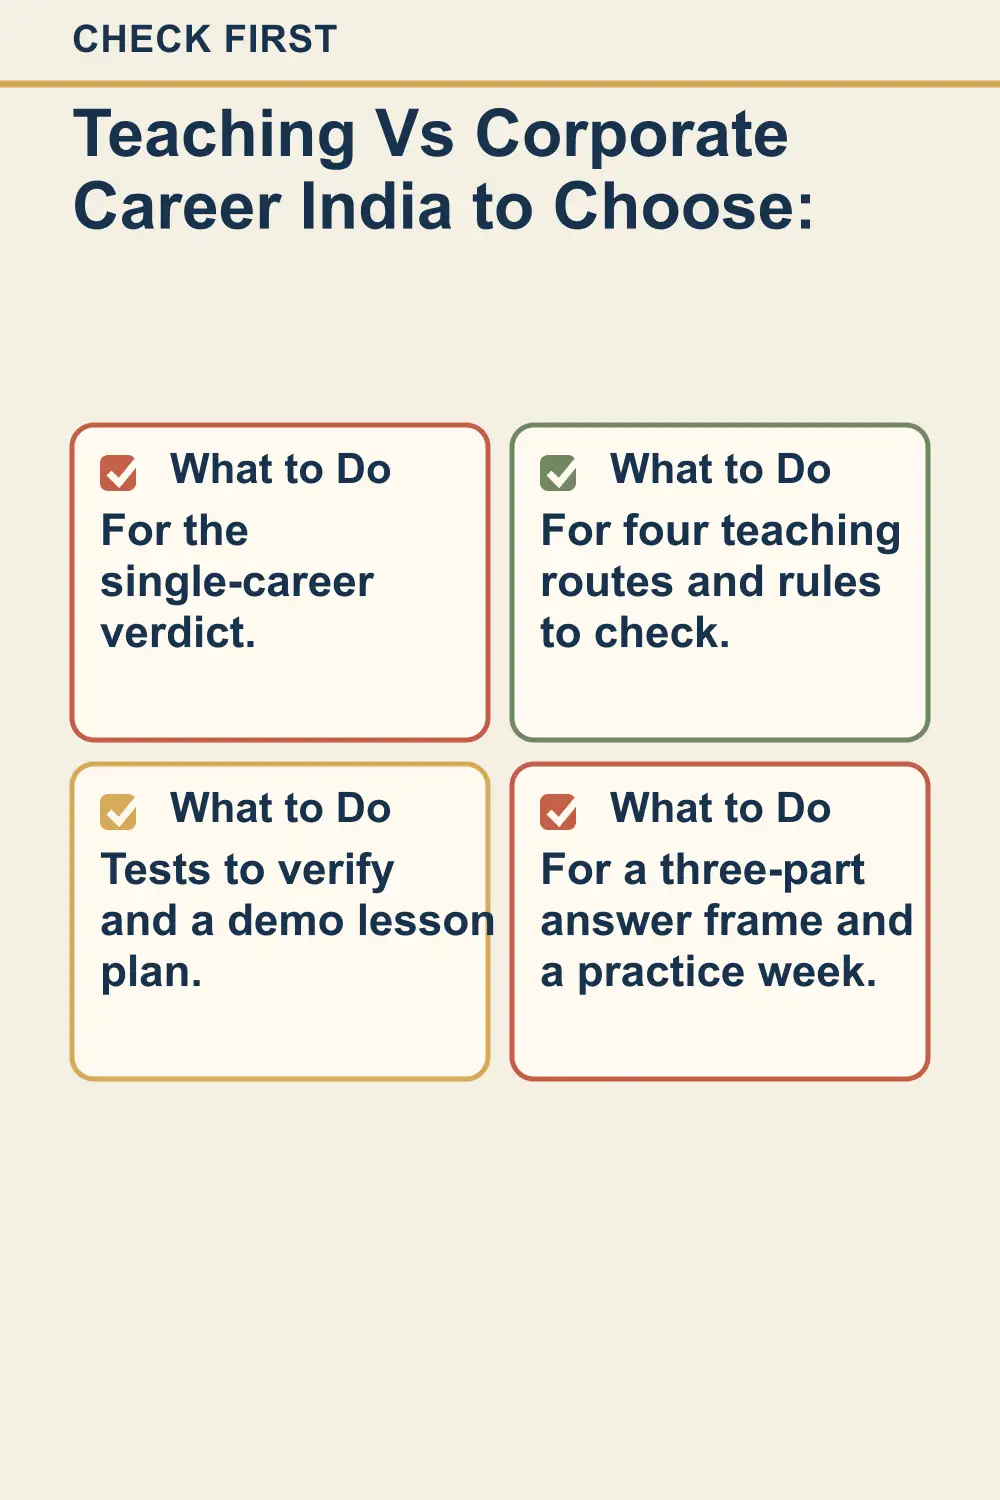 CHECK FIRST
Teaching Vs Corporate
Career India to Choose:
What to Do
For the
single-career
verdict.
What to Do
For four teaching
routes and rules
to check.
What to Do
Tests to verify
and a demo lesson
plan.
What to Do
For a three-part
answer frame and
a practice week.